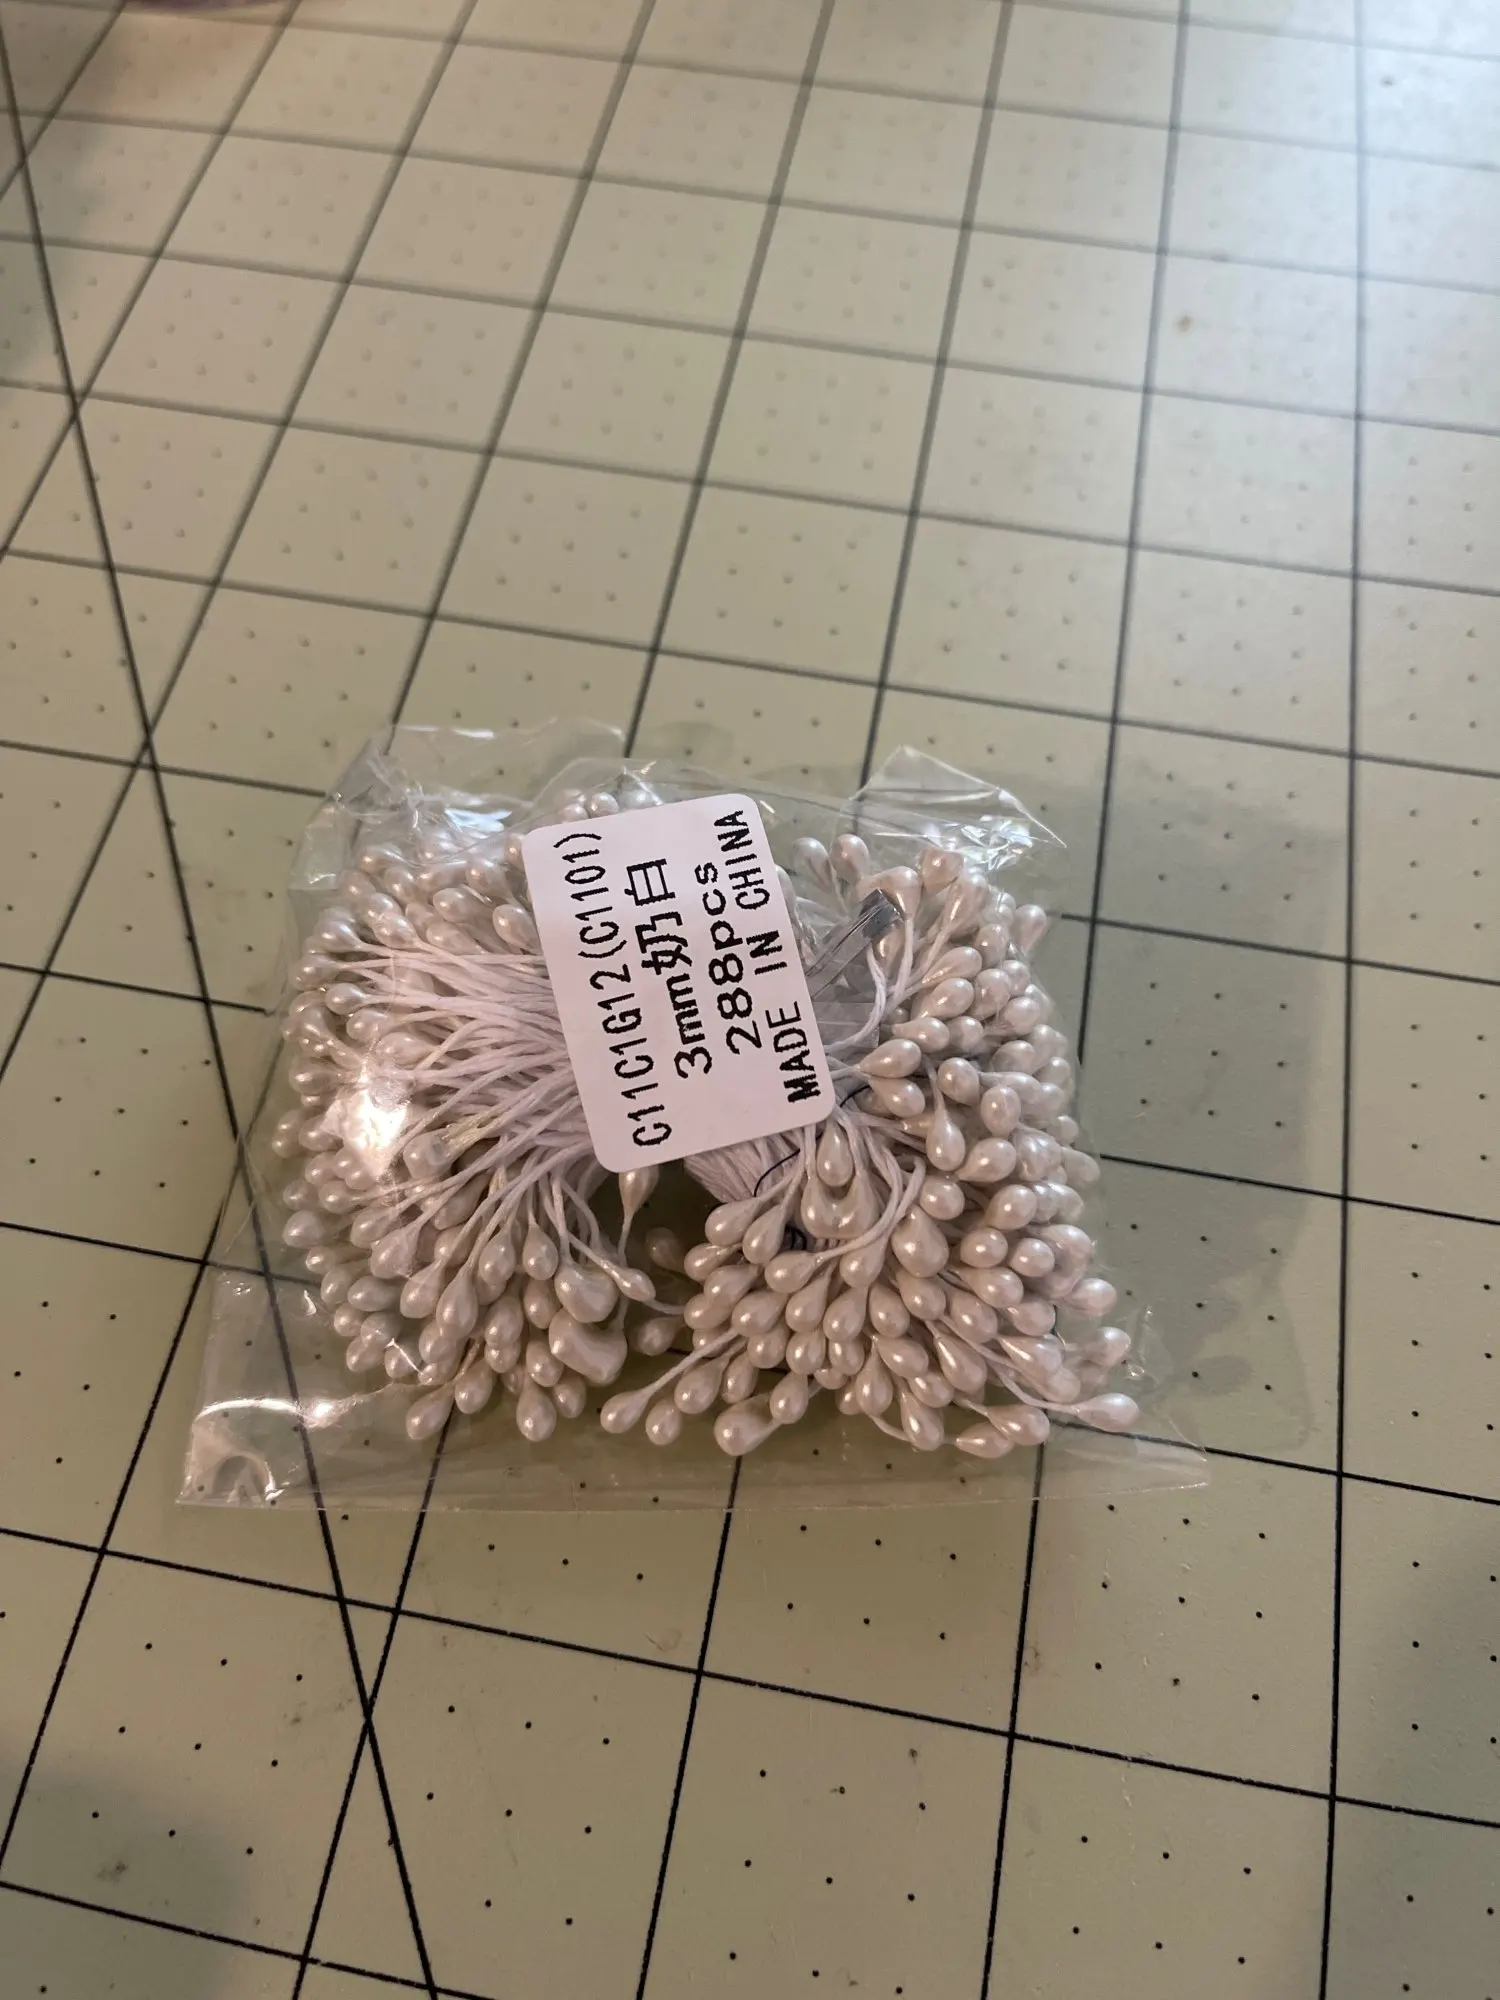 C11C1G12(C1101)
3mm奶白
288pcs
MADE IN CHINA